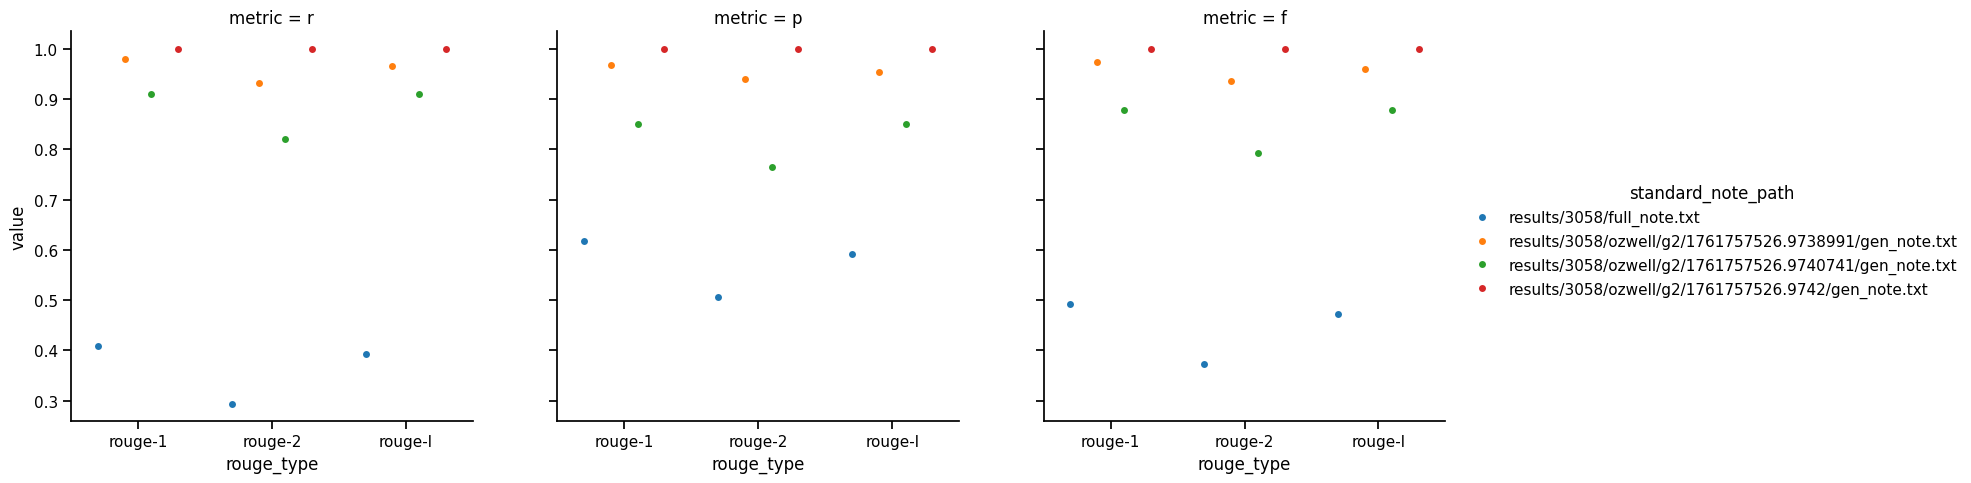 metric = r
metric = p
metric = f
value
1.0
0.9
0.8
0.7
0.6
0.5
0.4
0.3
rouge-1 rouge-2 rouge-l
rouge_type
rouge-1 rouge-2 rouge-l
rouge_type
rouge-1 rouge-2 rouge-l
rouge_type
standard_note_path
results/3058/full_note.txt
results/3058/ozwell/g2/1761757526.9738991/gen_note.txt
results/3058/ozwell/g2/1761757526.9740741/gen_note.txt
results/3058/ozwell/g2/1761757526.9742/gen_note.txt